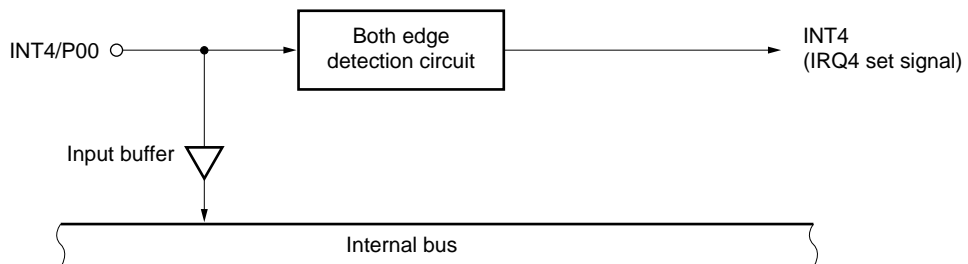 INT4/P00
Both edge
detection circuit
INT4
(IRQ4 set signal)
Input buffer
Internal bus